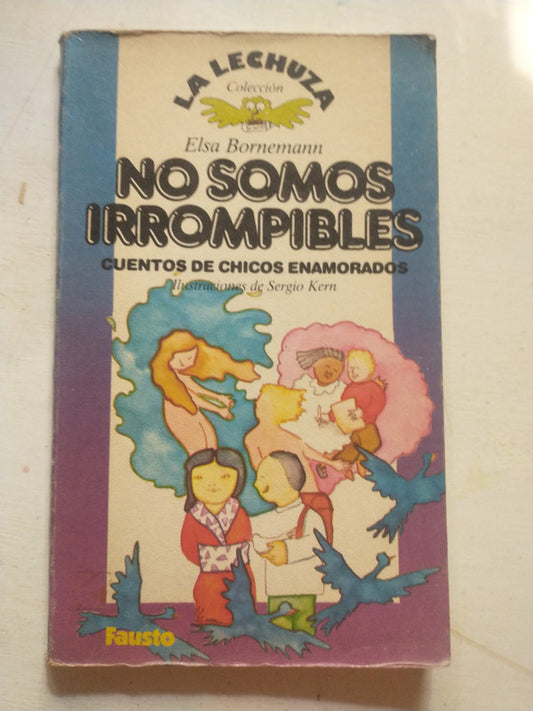 LA LECHUZA
Colección
Elsa Bornemann
NO SOMOS
IRROMPIBLES
CUENTOS DE CHICOS ENAMORADOS
Ilustraciones de Sergio Kern
Fausto